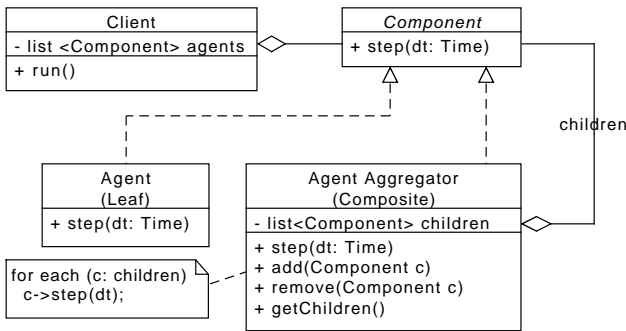 Client
- list <Component> agents
+ run()
Component
+ step(dt: Time)
children
Agent
(Leaf)
+ step(dt: Time)
Agent Aggregator
(Composite)
- list<Component> children
+ step(dt: Time)
+ add(Component c)
+ remove(Component c)
+ getChildren()
for each (c: children)
c->step(dt);